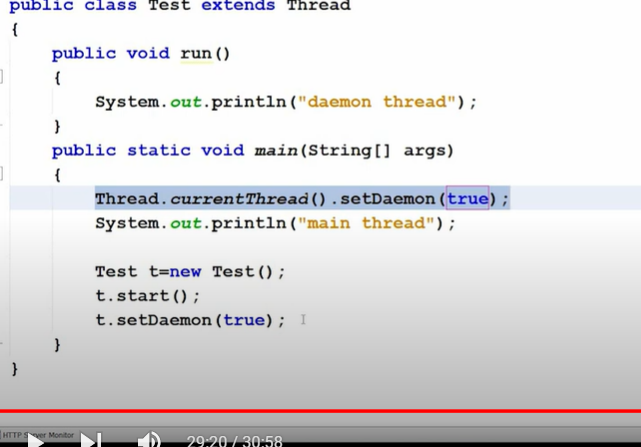 public class Test extends Thread
{
public void run()
{
System.out.println("daemon thread");
}
public static void main(String[] args)
{
Thread.currentThread().setDaemon(true);
System.out.println("main thread");
Test t=new Test();
t.start();
t.setDaemon(true);
}
}
HTTP Server Monitor
29:20 / 30:58